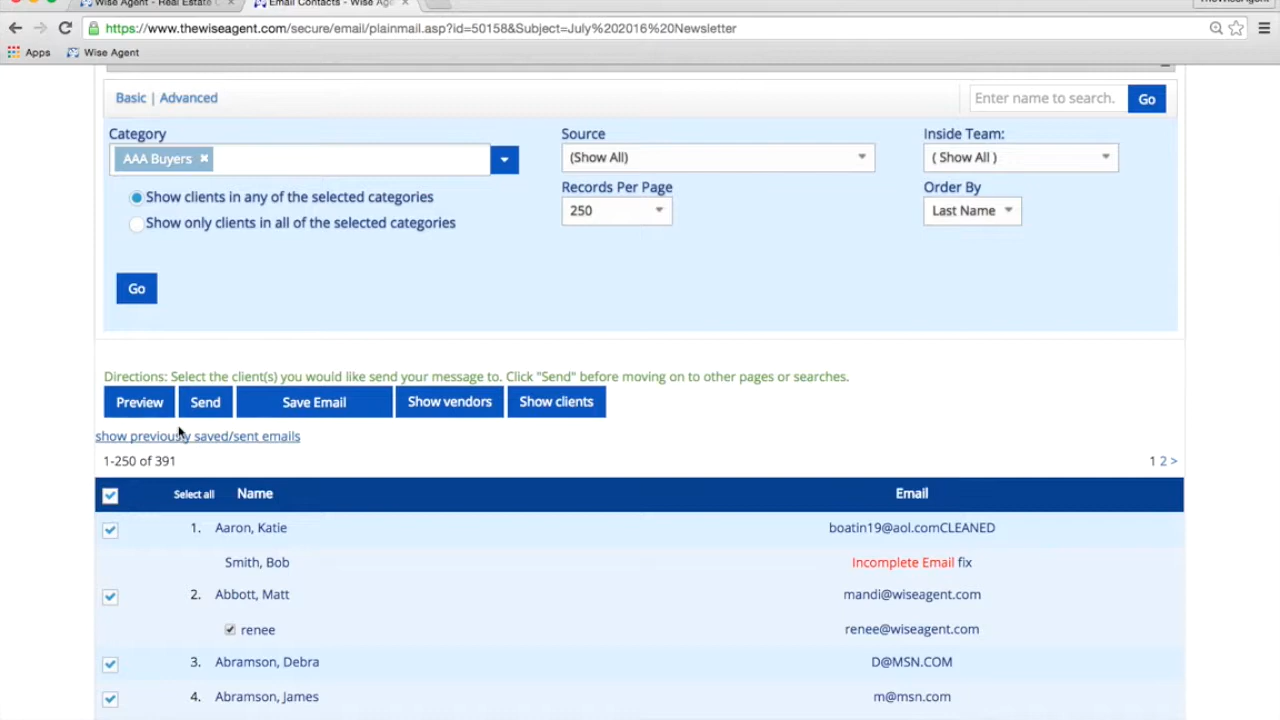 Wise Agent - Real Estate C
Email Contacts - Wise Age
TheWiseAgent
https://www.thewiseagent.com/secure/email/plainmail.asp?id=50158&Subject=July%202016%20Newsletter
Apps Wise Agent
Basic | Advanced
Enter name to search. Go
Category Source Inside Team:
AAA Buyers × (Show All) ( Show All )
Show clients in any of the selected categories
Records Per Page Order By
250 Last Name
Show only clients in all of the selected categories
Go
Directions: Select the client(s) you would like send your message to. Click "Send" before moving on to other pages or searches.
Preview Send Save Email Show vendors Show clients
show previously saved/sent emails
1-250 of 391 1 2 >
Select all Name Email
1. Aaron, Katie boatin19@aol.comCLEANED
Smith, Bob Incomplete Email fix
2. Abbott, Matt mandi@wiseagent.com
renee renee@wiseagent.com
3. Abramson, Debra D@MSN.COM
4. Abramson, James m@msn.com